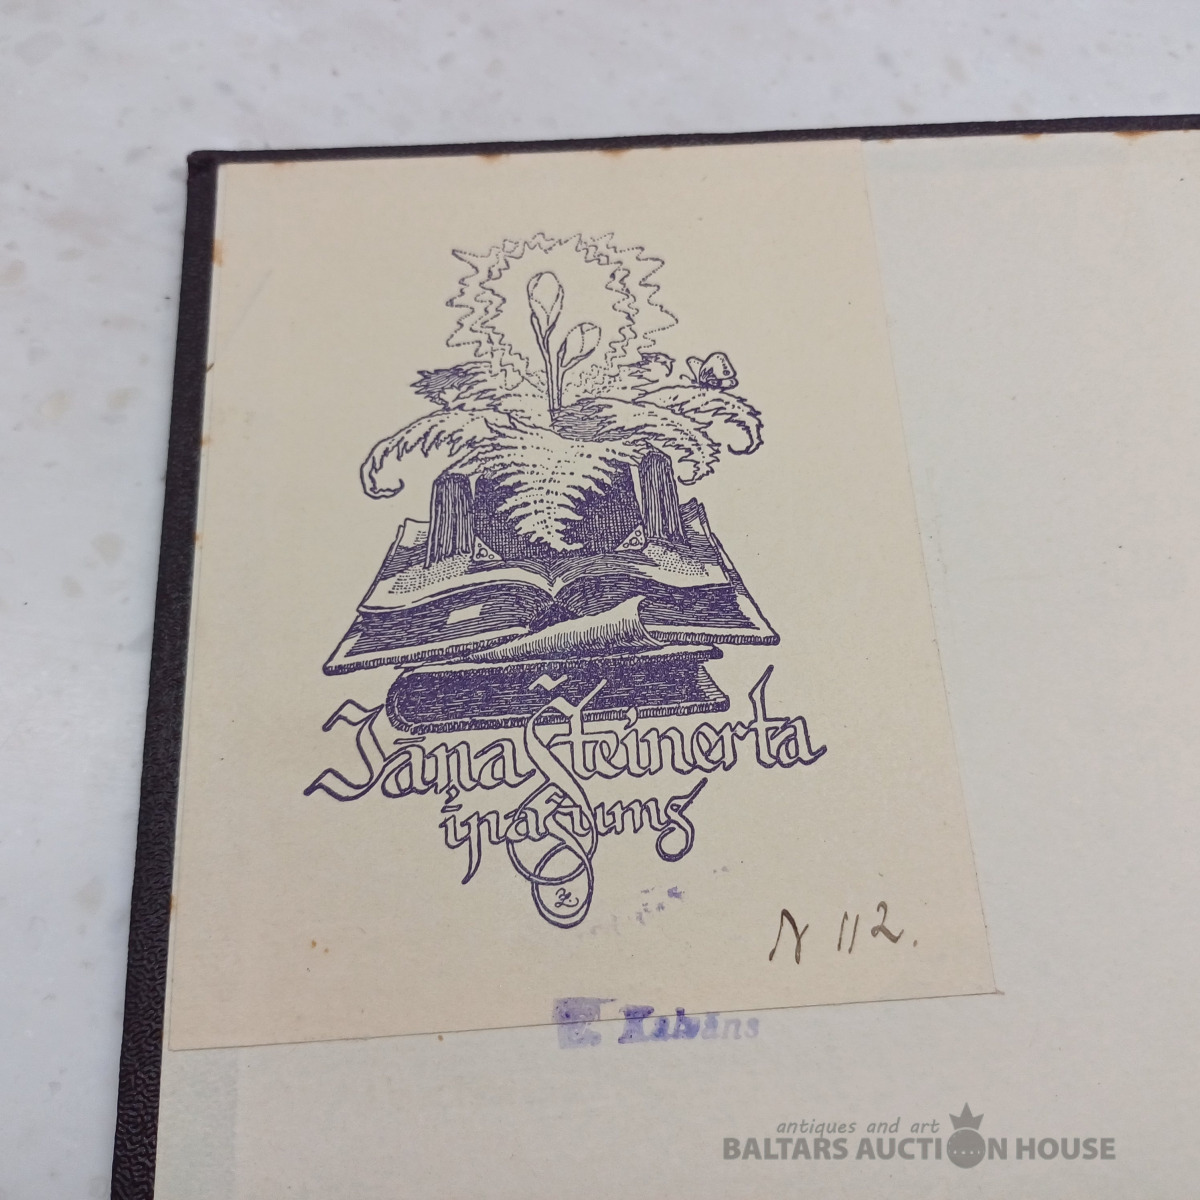 Jāņa Šteinerta
īpašums
N 112.
Kabāns
antiques and art
BALTARS AUCTION HOUSE